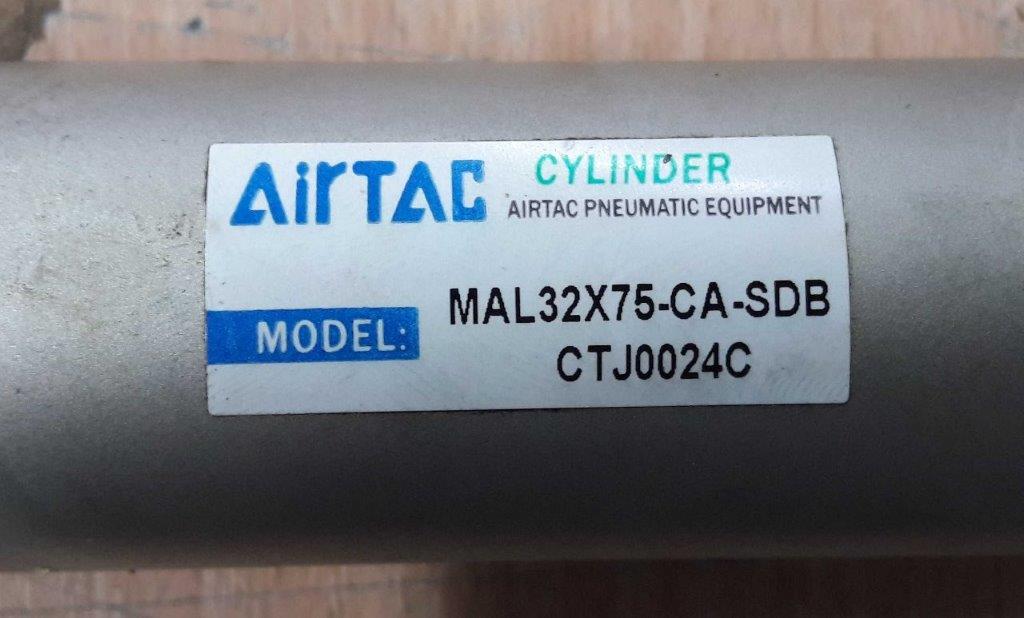 AirTAC
CYLINDER
AIRTAC PNEUMATIC EQUIPMENT
MODEL:
MAL32X75-CA-SDB
CTJ0024C